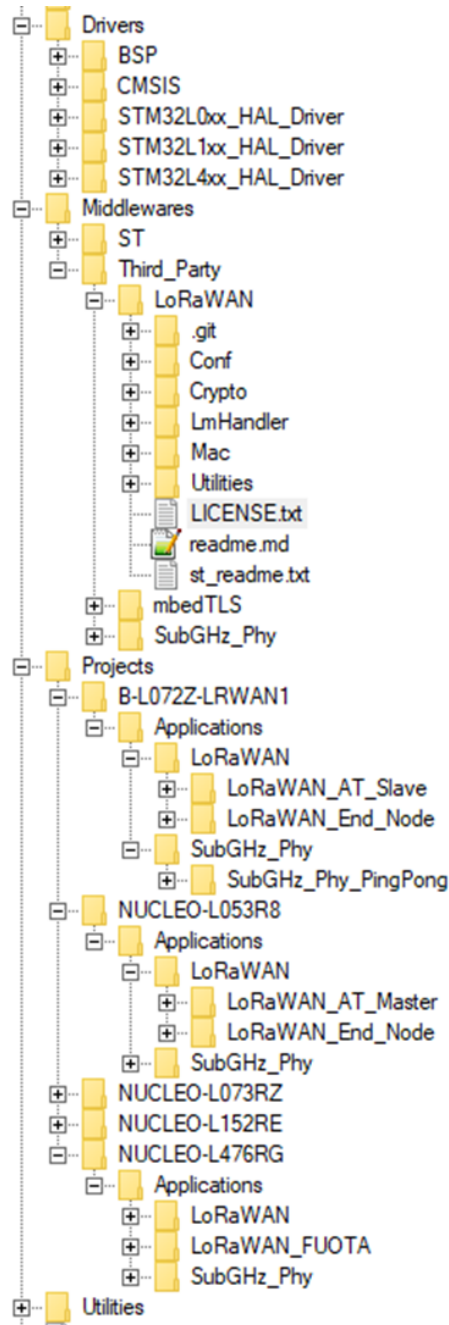 Drivers
BSP
CMSIS
STM32L0xx_HAL_Driver
STM32L1xx_HAL_Driver
STM32L4xx_HAL_Driver
Middlewares
ST
Third_Party
LoRaWAN
.git
Conf
Crypto
LmHandler
Mac
Utilities
LICENSE.txt
readme.md
st_readme.txt
mbedTLS
SubGHz_Phy
Projects
B-L072Z-LRWAN1
Applications
LoRaWAN
LoRaWAN_AT_Slave
LoRaWAN_End_Node
SubGHz_Phy
SubGHz_Phy_PingPong
NUCLEO-L053R8
Applications
LoRaWAN
LoRaWAN_AT_Master
LoRaWAN_End_Node
SubGHz_Phy
NUCLEO-L073RZ
NUCLEO-L152RE
NUCLEO-L476RG
Applications
LoRaWAN
LoRaWAN_FUOTA
SubGHz_Phy
Utilities